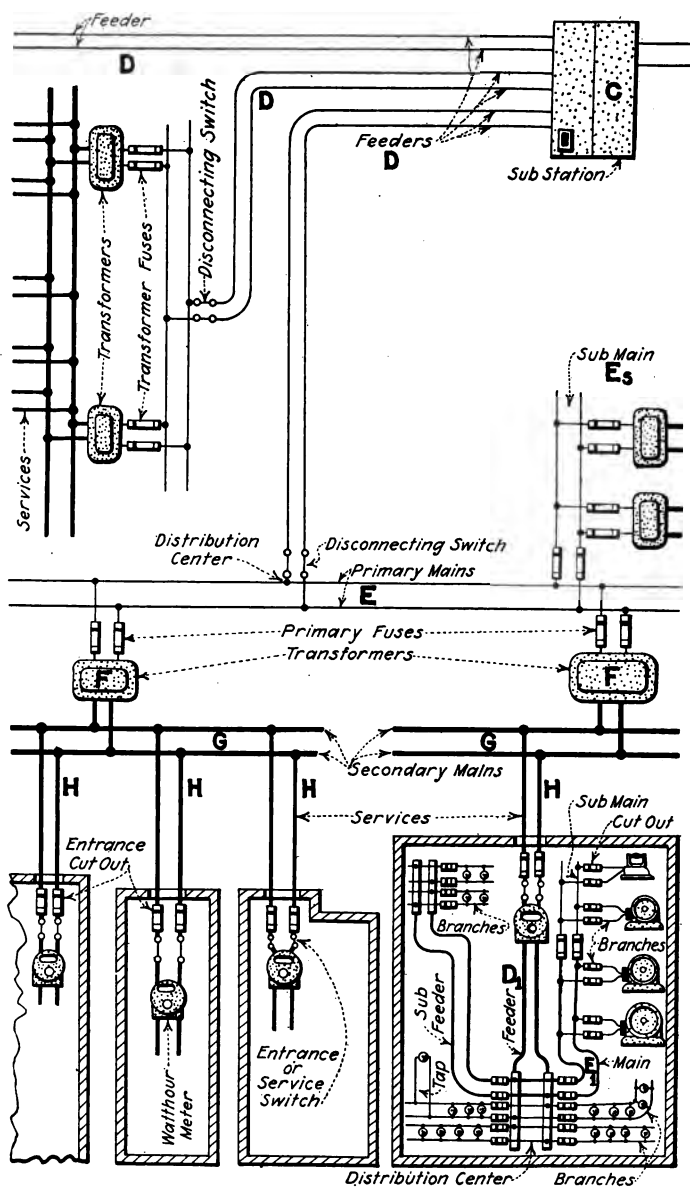 Feeder
D
D
Feeders
D
C
Sub Station
Disconnecting Switch
Transformers
Transformer Fuses
Services
Sub Main
Es
Distribution
Center
Disconnecting Switch
Primary Mains
E
Primary Fuses
Transformers
F
F
G
G
Secondary Mains
H
H
H
H
Services
Entrance
Cut Out
Sub Main
Cut Out
Branches
Branches
D1
Sub
Feeder
Feeder
Main
E1
Tap
Entrance
or
Service
Switch
Watthour
Meter
Distribution Center
Branches